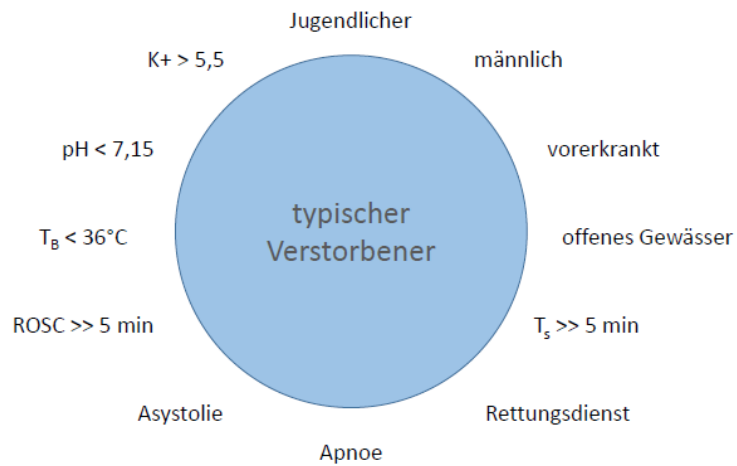 Jugendlicher
K+ > 5,5
männlich
pH < 7,15
vorerkrankt
typischer
Verstorbener
T_B < 36°C
offenes Gewässer
ROSC >> 5 min
T_s >> 5 min
Asystolie
Rettungsdienst
Apnoe